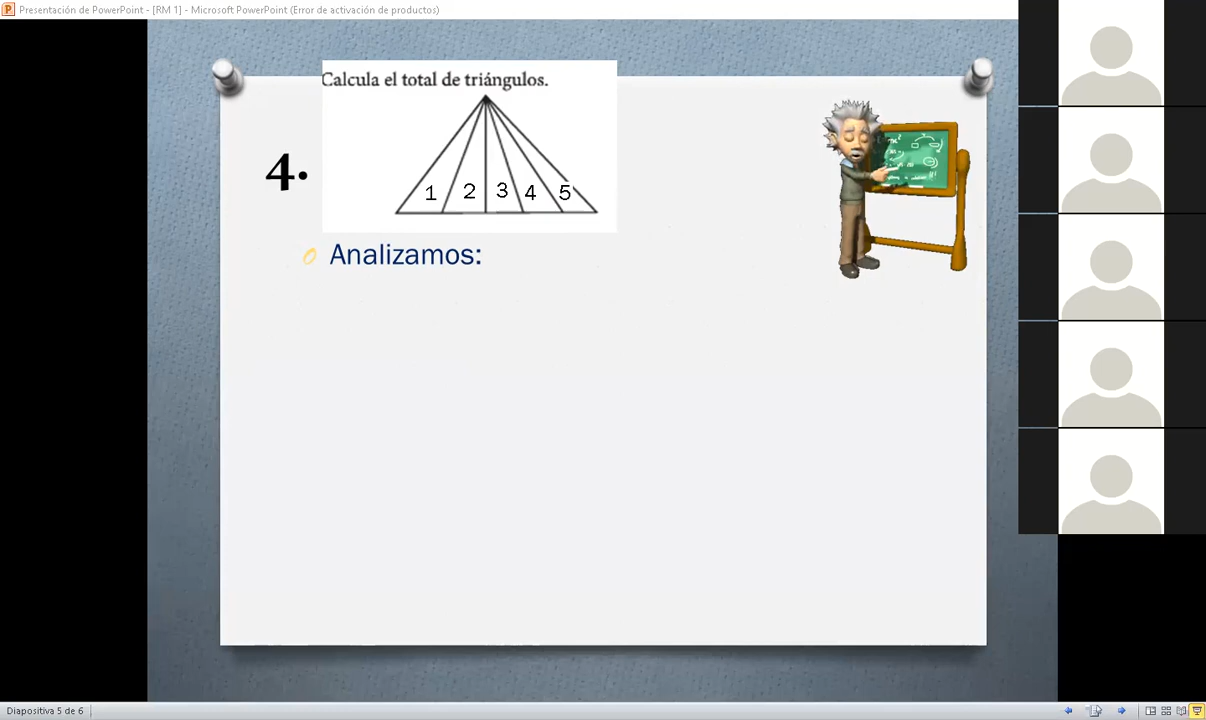 Presentación de PowerPoint - [RM 1] - Microsoft PowerPoint (Error de activación de productos)
Calcula el total de triángulos.
4.
1 2 3 4 5
Analizamos:
Diapositiva 5 de 6